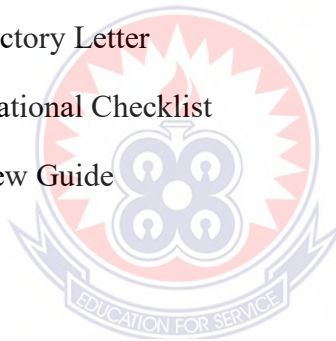 ctory Letter
ational Checklist
ew Guide
EDUCATION FOR SERVICE